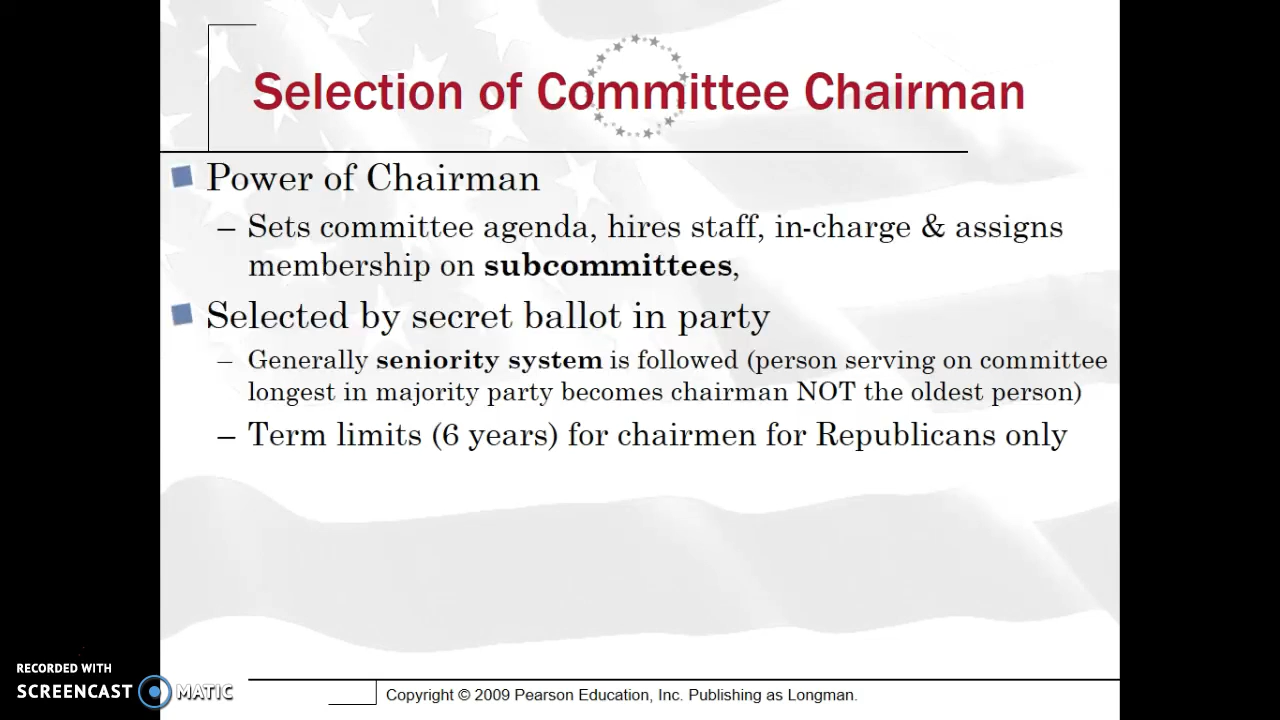 Selection of Committee Chairman
Power of Chairman
– Sets committee agenda, hires staff, in-charge & assigns
membership on subcommittees,
Selected by secret ballot in party
– Generally seniority system is followed (person serving on committee
longest in majority party becomes chairman NOT the oldest person)
– Term limits (6 years) for chairmen for Republicans only
RECORDED WITH
SCREENCAST MATIC
Copyright © 2009 Pearson Education, Inc. Publishing as Longman.